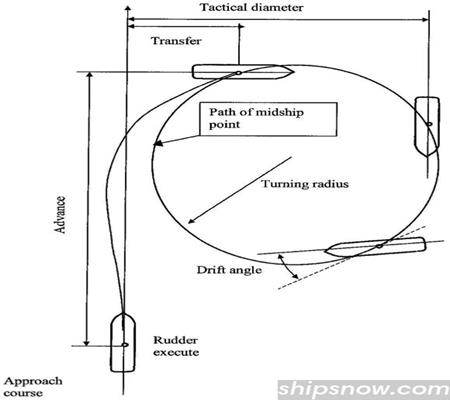 Tactical diameter
Transfer
Path of midship
point
Turning radius
Advance
Drift angle
Rudder
execute
Approach
course
shipsnow.com